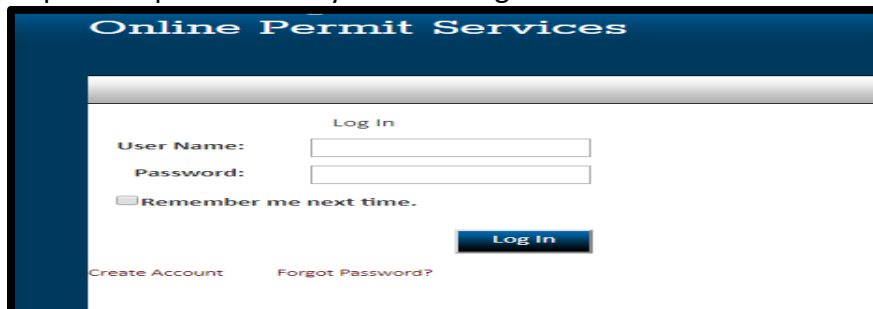 Online Permit Services
Log In
User Name:
Password:
Remember me next time.
Log In
Create Account Forgot Password?